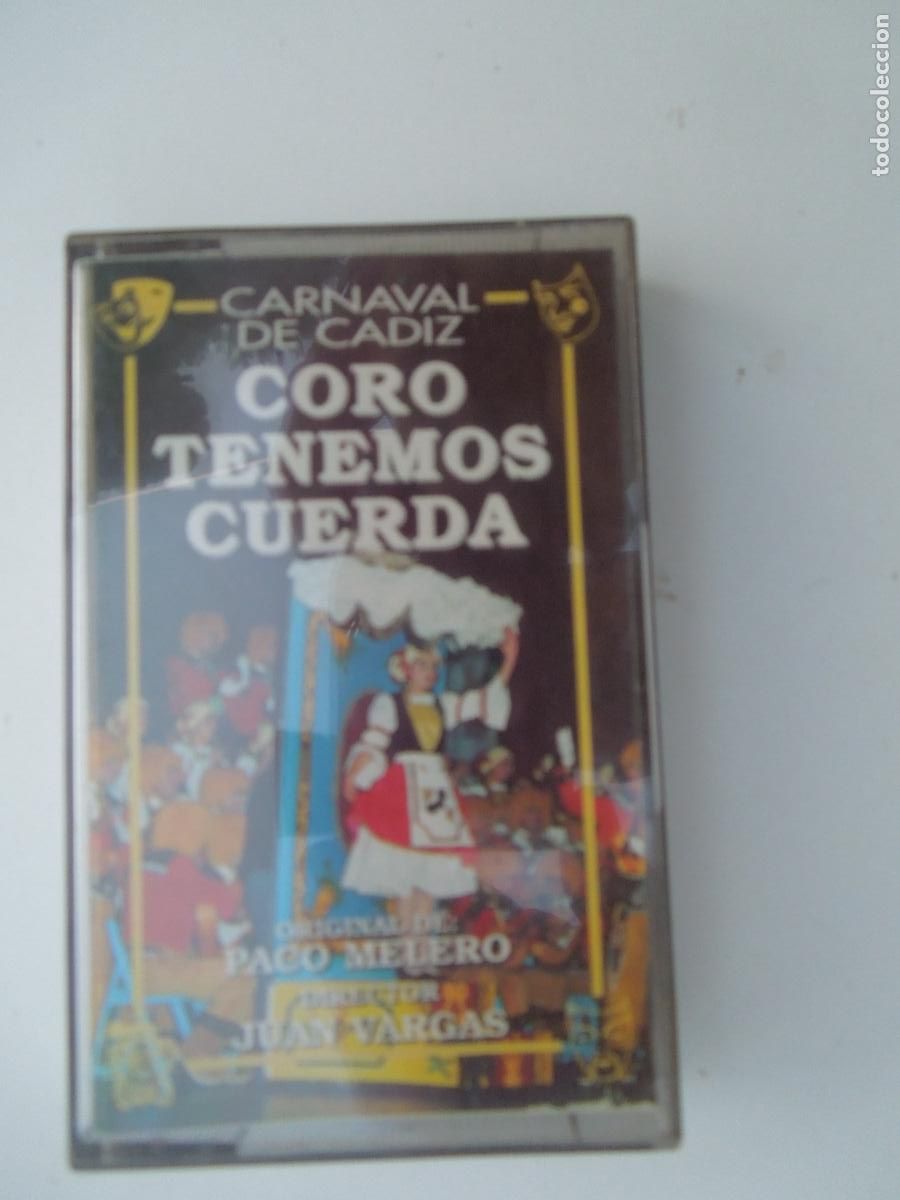 todocoleccion
CARNAVAL
DE CADIZ
CORO
TENEMOS
CUERDA
ORIGINAL DE:
PACO MELERO
DIRECTOR
JUAN VARGAS